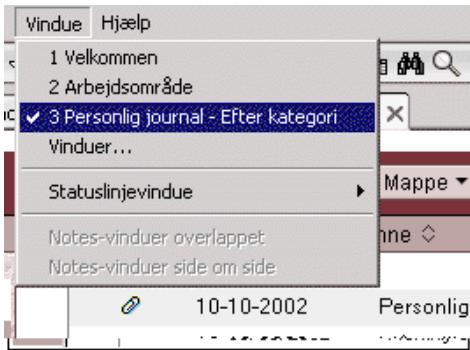 Vindue Hjælp
1 Velkommen
2 Arbejdsområde
3 Personlig journal - Efter kategori
Vinduer...
Mappe
Statuslinjevindue
Notes-vinduer overlappet
nne
Notes-vinduer side om side
10-10-2002 Personlig